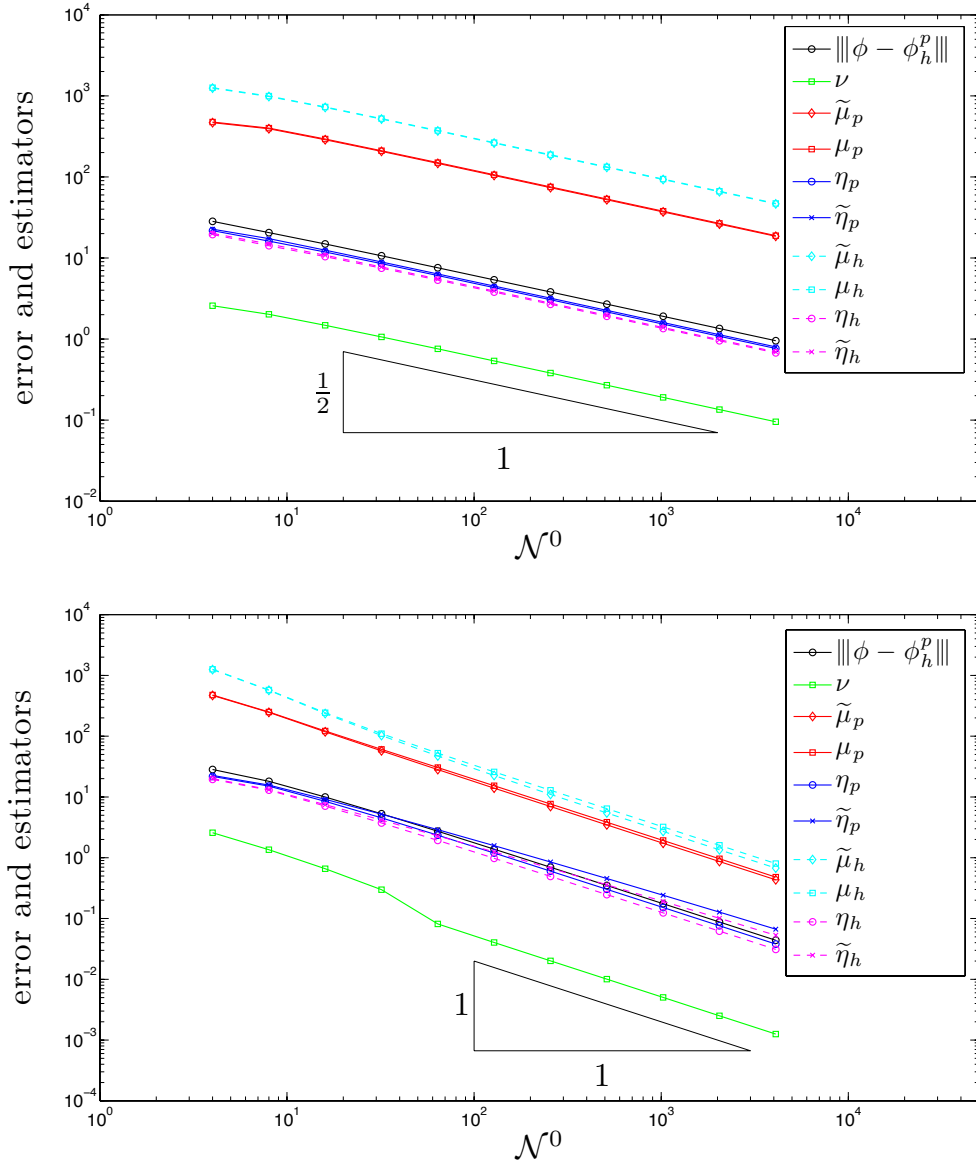 10^4
10^3
10^2
10^1
10^0
10^{-1}
10^{-2}
error and estimators
|||ϕ − ϕ_h^p|||
ν
μ̃_p
μ_p
η_p
η̃_p
μ̃_h
μ_h
η_h
η̃_h
1/2
1
10^0 10^1 10^2 10^3 10^4
𝒩^0
10^4
10^3
10^2
10^1
10^0
10^{-1}
10^{-2}
10^{-3}
10^{-4}
error and estimators
|||ϕ − ϕ_h^p|||
ν
μ̃_p
μ_p
η_p
η̃_p
μ̃_h
μ_h
η_h
η̃_h
1
1
10^0 10^1 10^2 10^3 10^4
𝒩^0